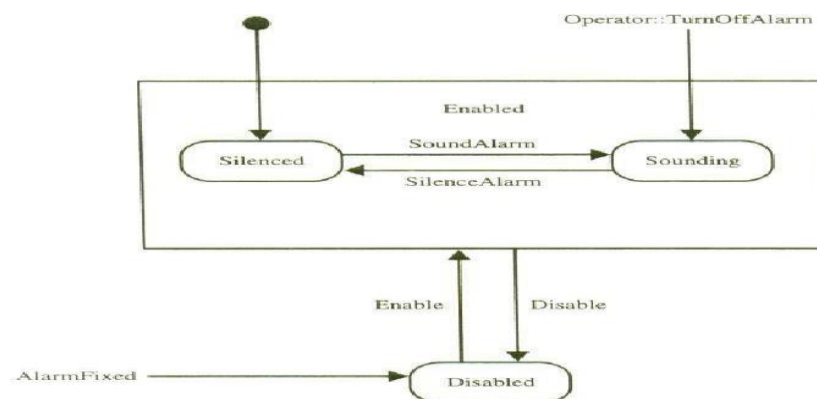 Operator::TurnOffAlarm
Enabled
SoundAlarm
Silenced
Sounding
SilenceAlarm
Enable
Disable
AlarmFixed
Disabled